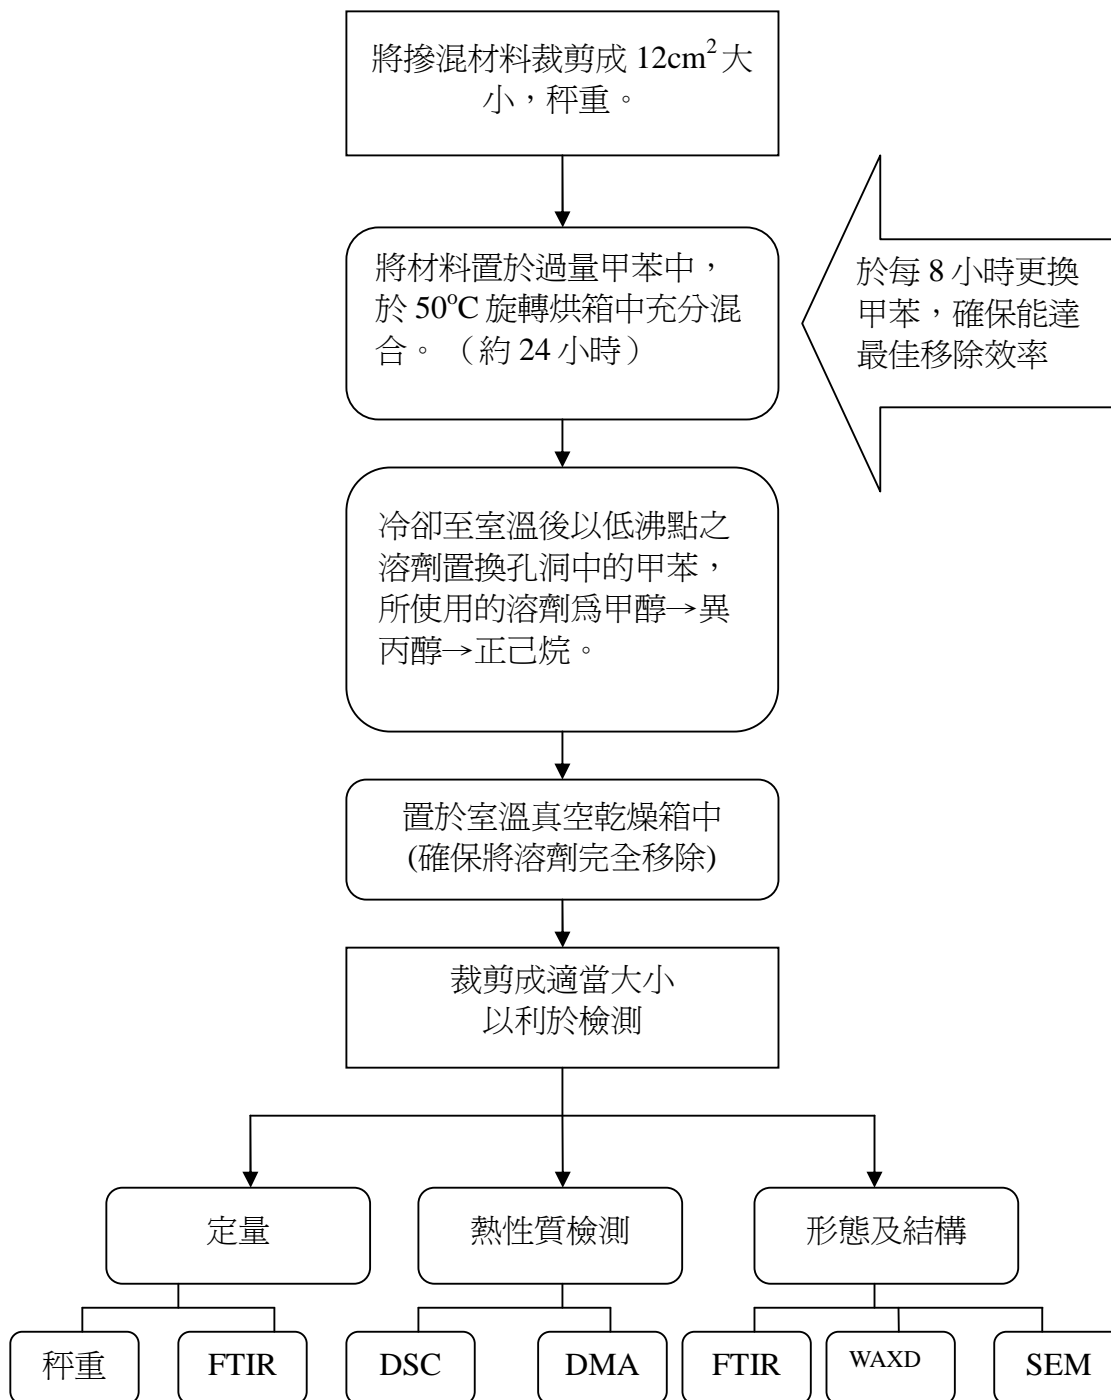 將摻混材料裁剪成 12cm² 大
小，秤重。
將材料置於過量甲苯中，
於 50°C 旋轉烘箱中充分混
合。（約 24 小時）
於每 8 小時更換
甲苯，確保能達
最佳移除效率
冷卻至室溫後以低沸點之
溶劑置換孔洞中的甲苯，
所使用的溶劑爲甲醇→異
丙醇→正己烷。
置於室溫真空乾燥箱中
(確保將溶劑完全移除)
裁剪成適當大小
以利於檢測
定量
熱性質檢測
形態及結構
秤重
FTIR
DSC
DMA
FTIR
WAXD
SEM